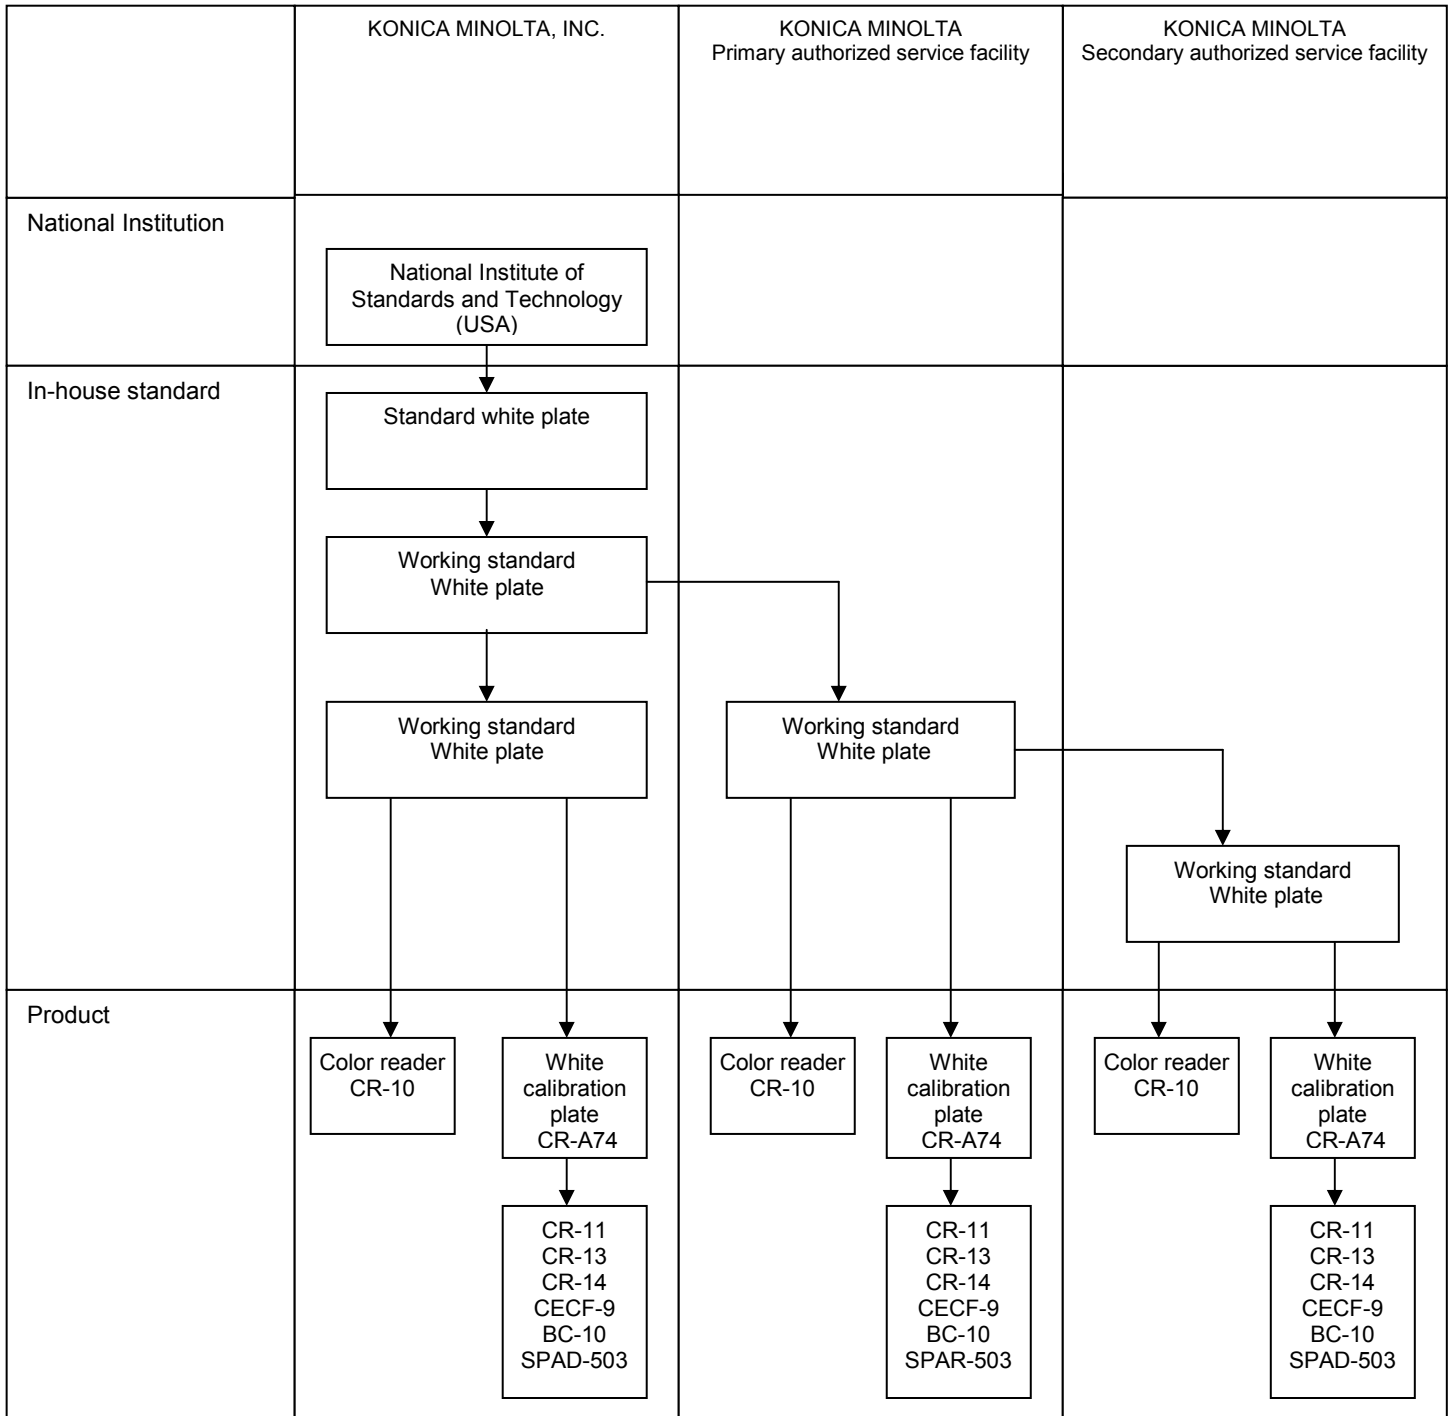 KONICA MINOLTA, INC.
KONICA MINOLTA
Primary authorized service facility
KONICA MINOLTA
Secondary authorized service facility
National Institution
National Institute of
Standards and Technology
(USA)
In-house standard
Standard white plate
Working standard
White plate
Working standard
White plate
Working standard
White plate
Working standard
White plate
Product
Color reader
CR-10
White
calibration
plate
CR-A74
CR-11
CR-13
CR-14
CECF-9
BC-10
SPAD-503
Color reader
CR-10
White
calibration
plate
CR-A74
CR-11
CR-13
CR-14
CECF-9
BC-10
SPAR-503
Color reader
CR-10
White
calibration
plate
CR-A74
CR-11
CR-13
CR-14
CECF-9
BC-10
SPAD-503